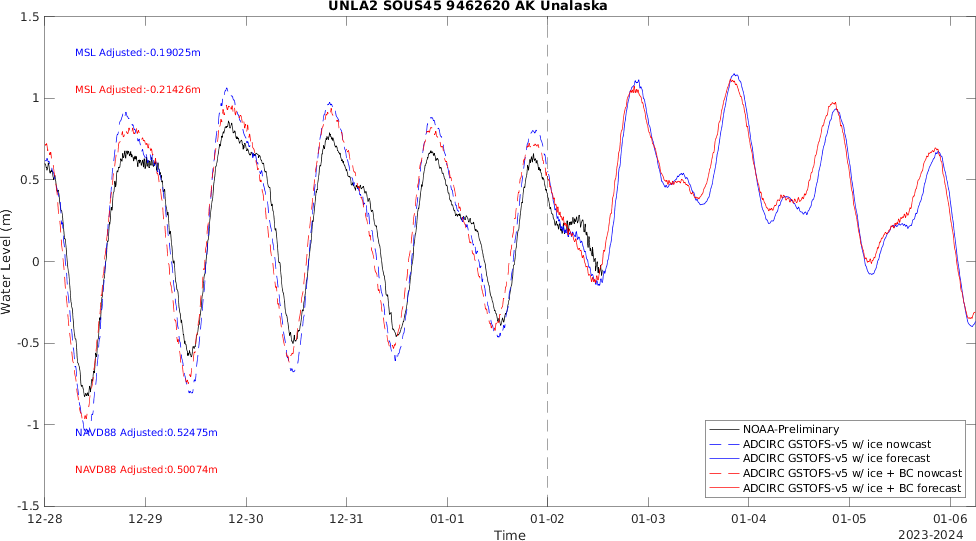 UNLA2 SOUS45 9462620 AK Unalaska
1.5
1
0.5
0
-0.5
-1
-1.5
Water Level (m)
MSL Adjusted:-0.19025m
MSL Adjusted:-0.21426m
NAVD88 Adjusted:0.52475m
NAVD88 Adjusted:0.50074m
NOAA-Preliminary
ADCIRC GSTOFS-v5 w/ ice nowcast
ADCIRC GSTOFS-v5 w/ ice forecast
ADCIRC GSTOFS-v5 w/ ice + BC nowcast
ADCIRC GSTOFS-v5 w/ ice + BC forecast
12-28 12-29 12-30 12-31 01-01 01-02 01-03 01-04 01-05 01-06
Time
2023-2024